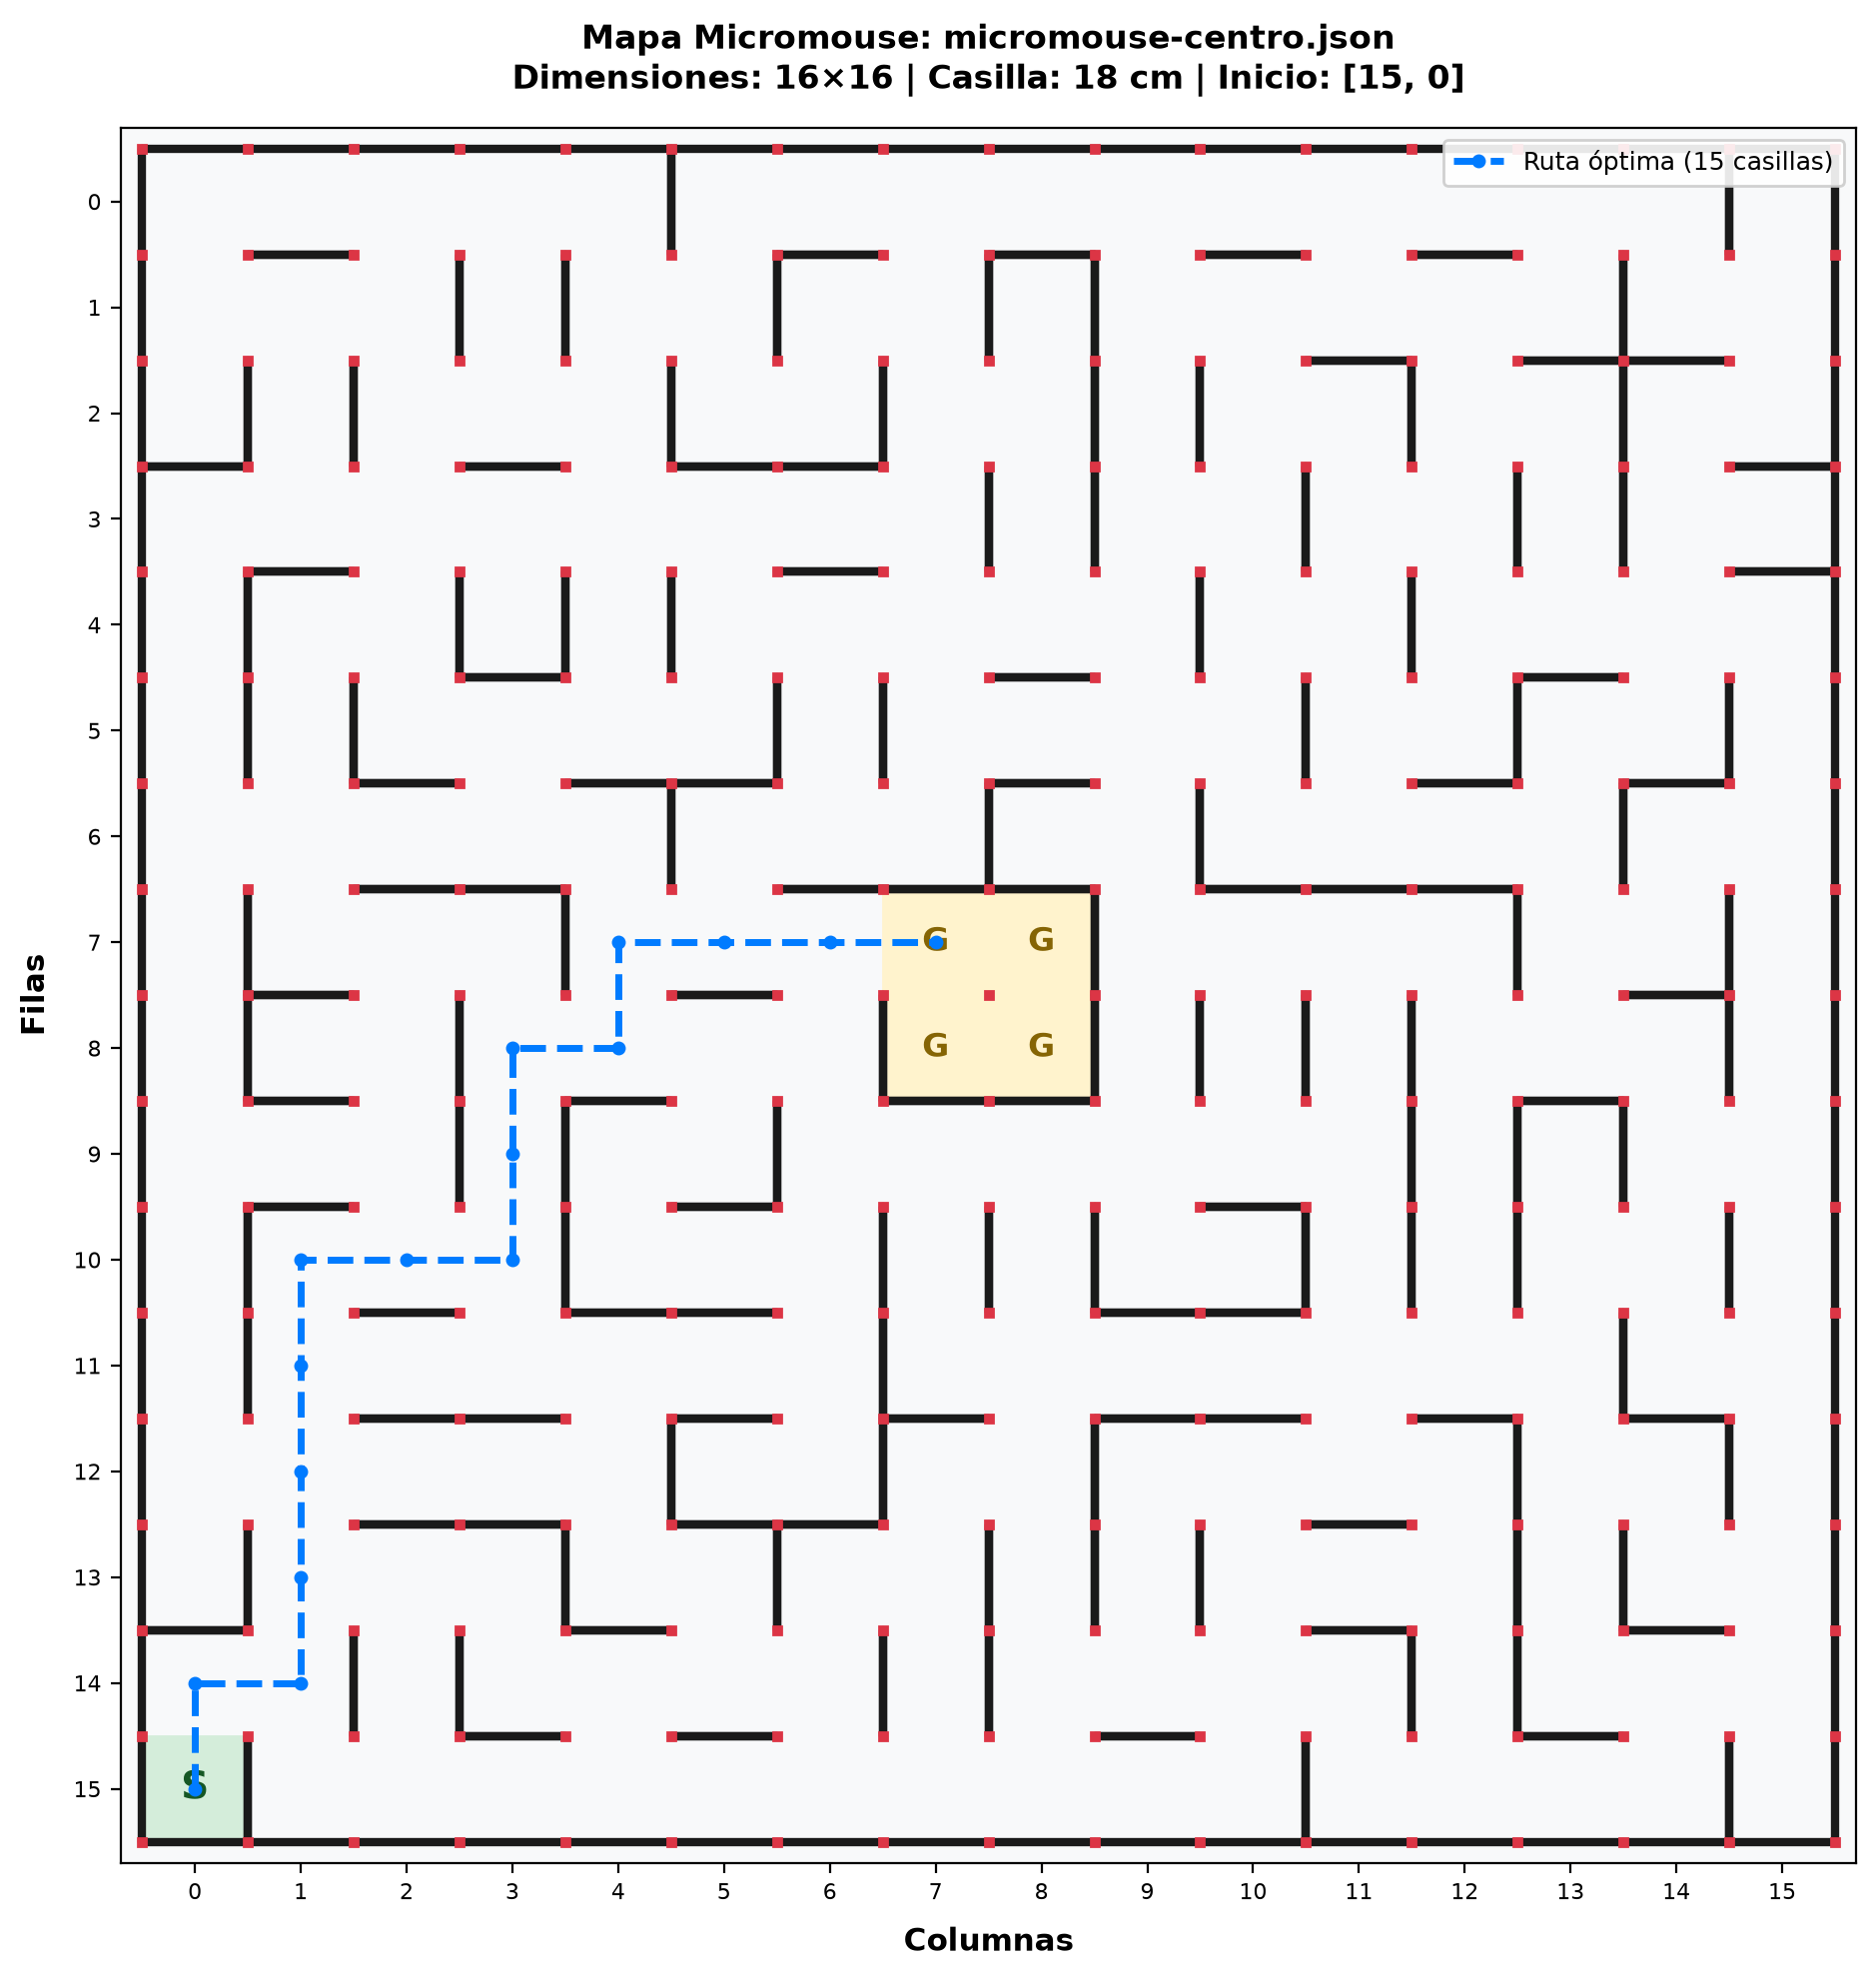 Mapa Micromouse: micromouse-centro.json
Dimensiones: 16×16 | Casilla: 18 cm | Inicio: [15, 0]
Ruta óptima (15 casillas)
0
1
2
3
4
5
6
7
8
9
10
11
12
13
14
15
Filas
G G
G G
S
0 1 2 3 4 5 6 7 8 9 10 11 12 13 14 15
Columnas